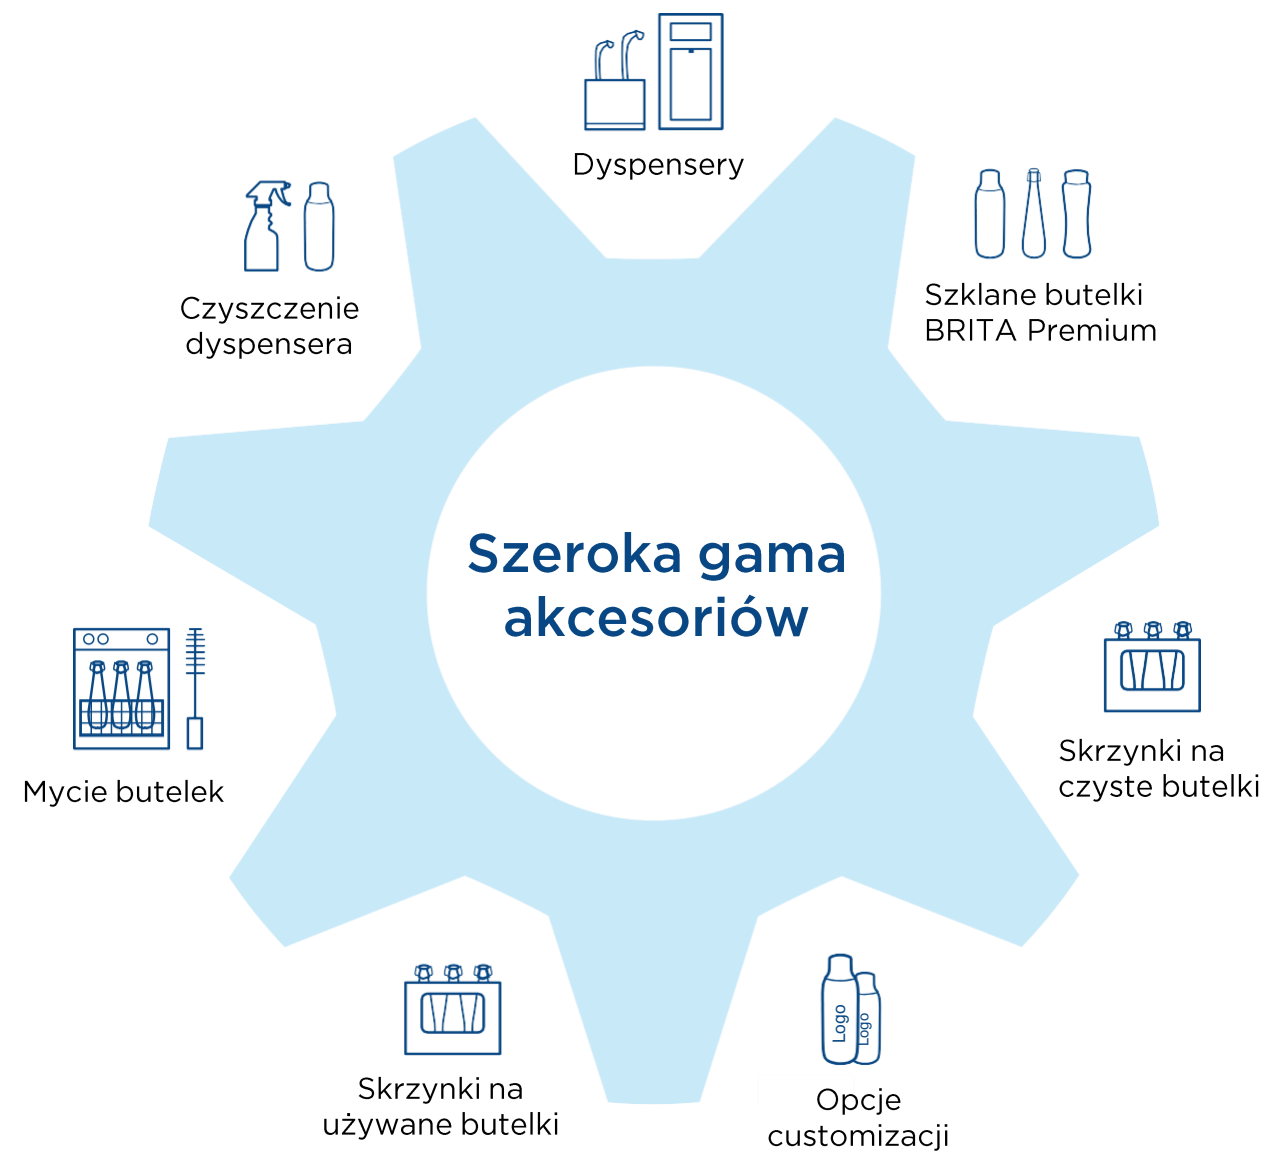 Dyspensery
Szklane butelki
BRITA Premium
Czyszczenie
dyspensera
Szeroka gama
akcesoriów
Skrzynki na
czyste butelki
Mycie butelek
Logo
Logo
Skrzynki na
używane butelki
Opcje
customizacji